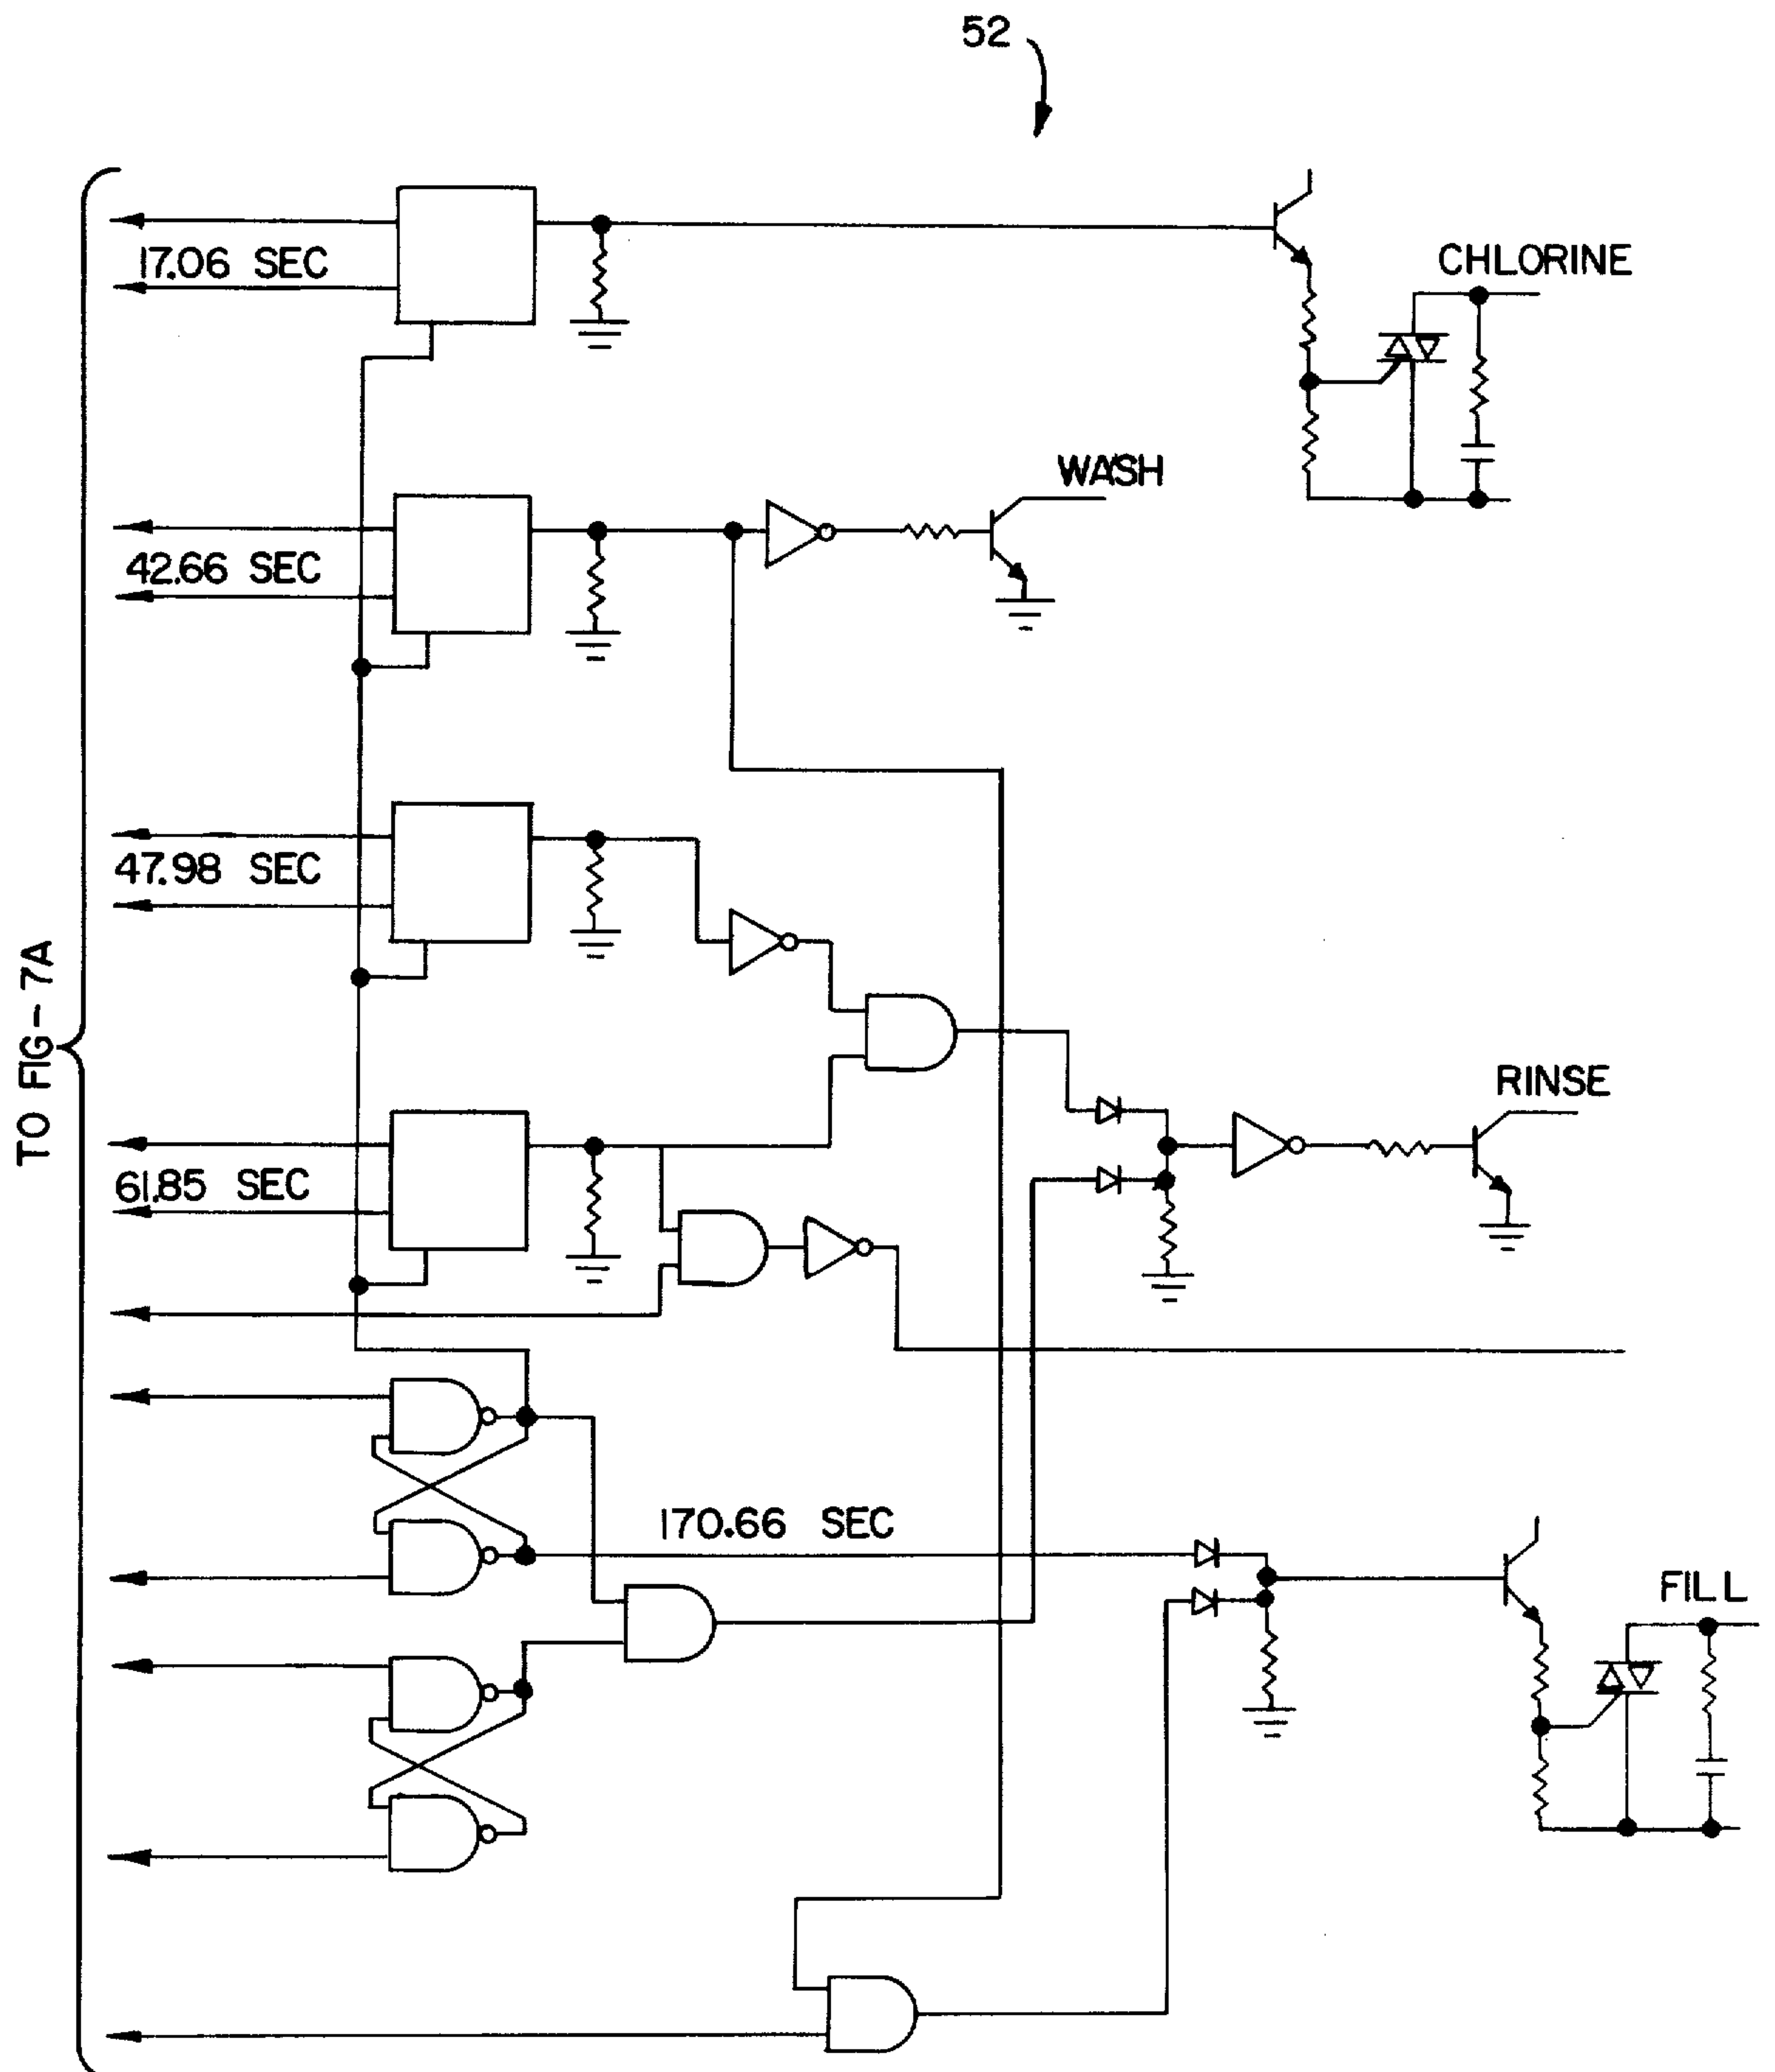 52
17.06 SEC
CHLORINE
WASH
42.66 SEC
47.98 SEC
TO FIG-7A
RINSE
61.85 SEC
170.66 SEC
FILL